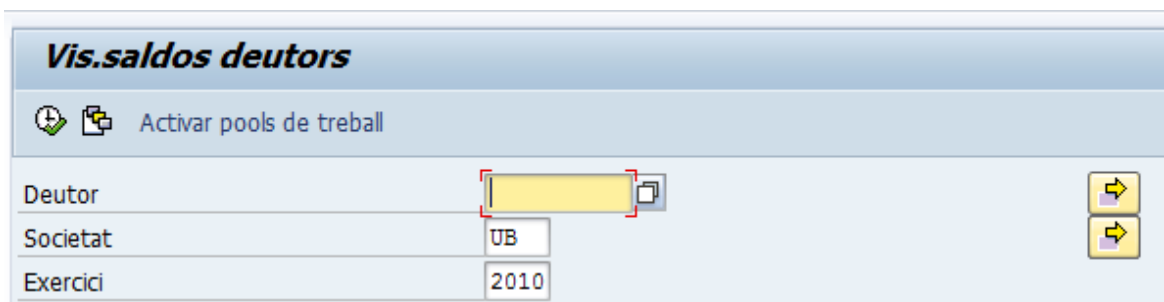 Vis.saldos deutors
Activar pools de treball
Deutor
Societat UB
Exercici 2010